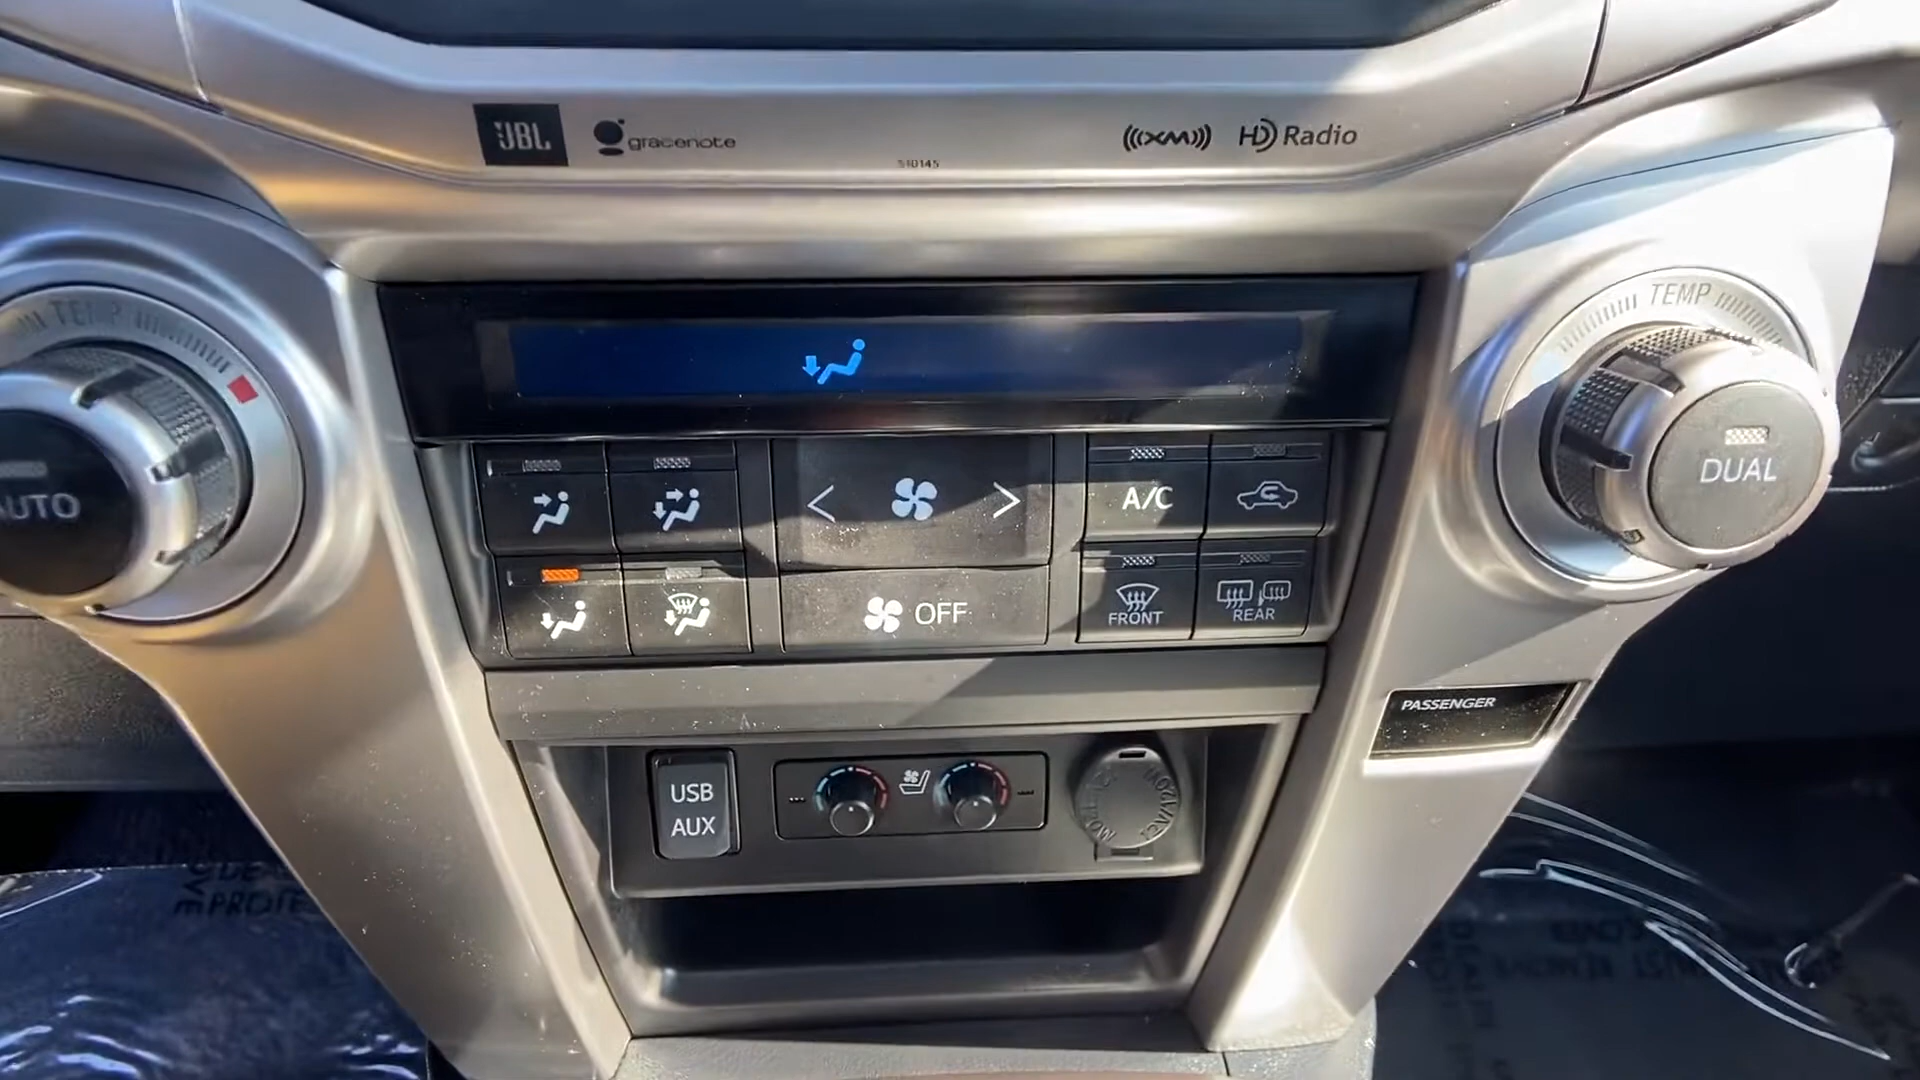 JBL
gracenote
((XM))
HD Radio
510145
TEMP
TEMP
AUTO
DUAL
A/C
OFF
FRONT
REAR
PASSENGER
USB
AUX